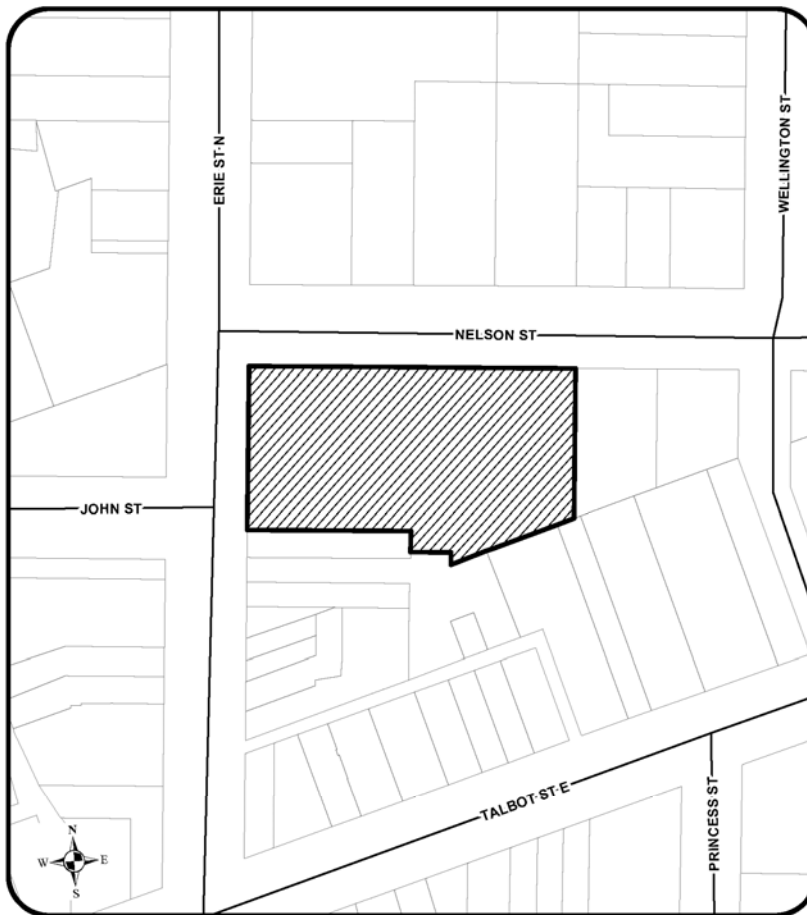 ERIE ST N
WELLINGTON ST
NELSON ST
JOHN ST
TALBOT ST E
PRINCESS ST
N
W E
S